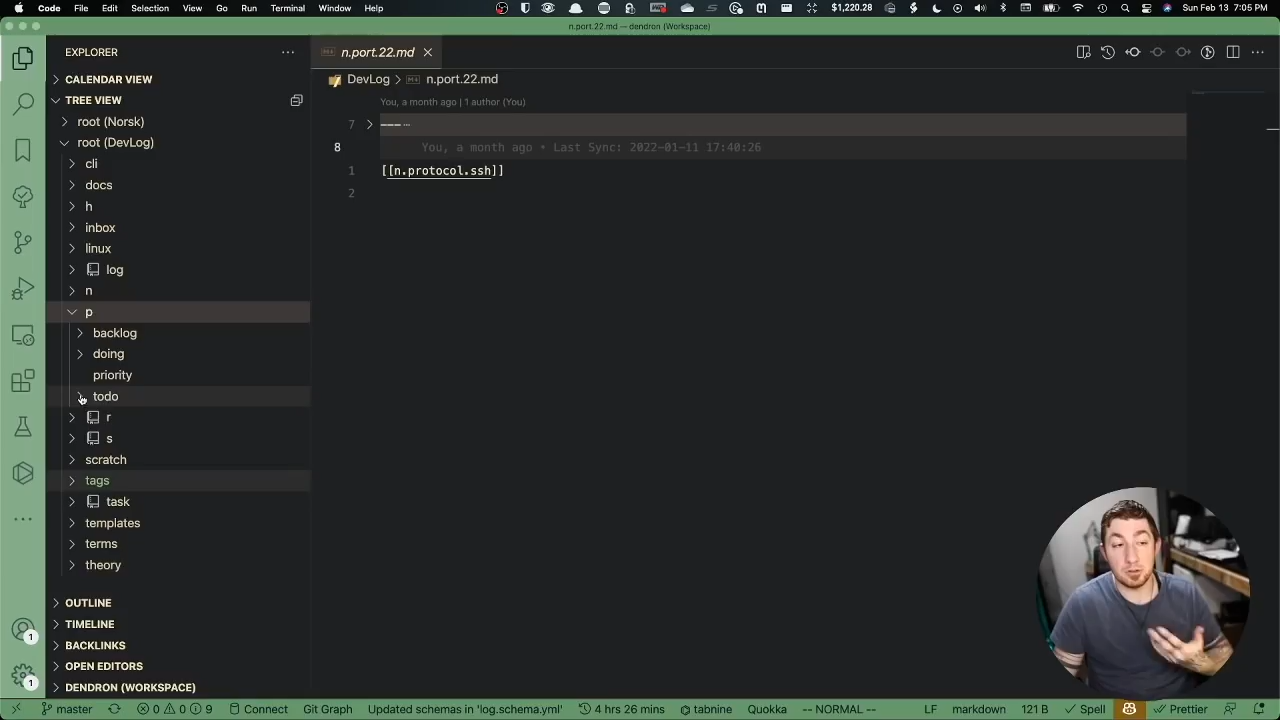 Code File Edit Selection View Go Run Terminal Window Help $1,220.28 Sun Feb 13 7:05 PM
n.port.22.md — dendron (Workspace)
EXPLORER
n.port.22.md
CALENDAR VIEW
DevLog > n.port.22.md
TREE VIEW
You, a month ago | 1 author (You)
root (Norsk)
7 ---
root (DevLog)
8 You, a month ago • Last Sync: 2022-01-11 17:40:26
cli
1 [[n.protocol.ssh]]
docs
2
h
inbox
linux
log
n
p
backlog
doing
priority
todo
r
s
scratch
tags
task
templates
terms
theory
OUTLINE
TIMELINE
1
BACKLINKS
OPEN EDITORS
1
DENDRON (WORKSPACE)
master 0 0 9 Connect Git Graph Updated schemas in 'log.schema.yml' 4 hrs 26 mins tabnine Quokka -- NORMAL -- LF markdown 121 B Spell Prettier